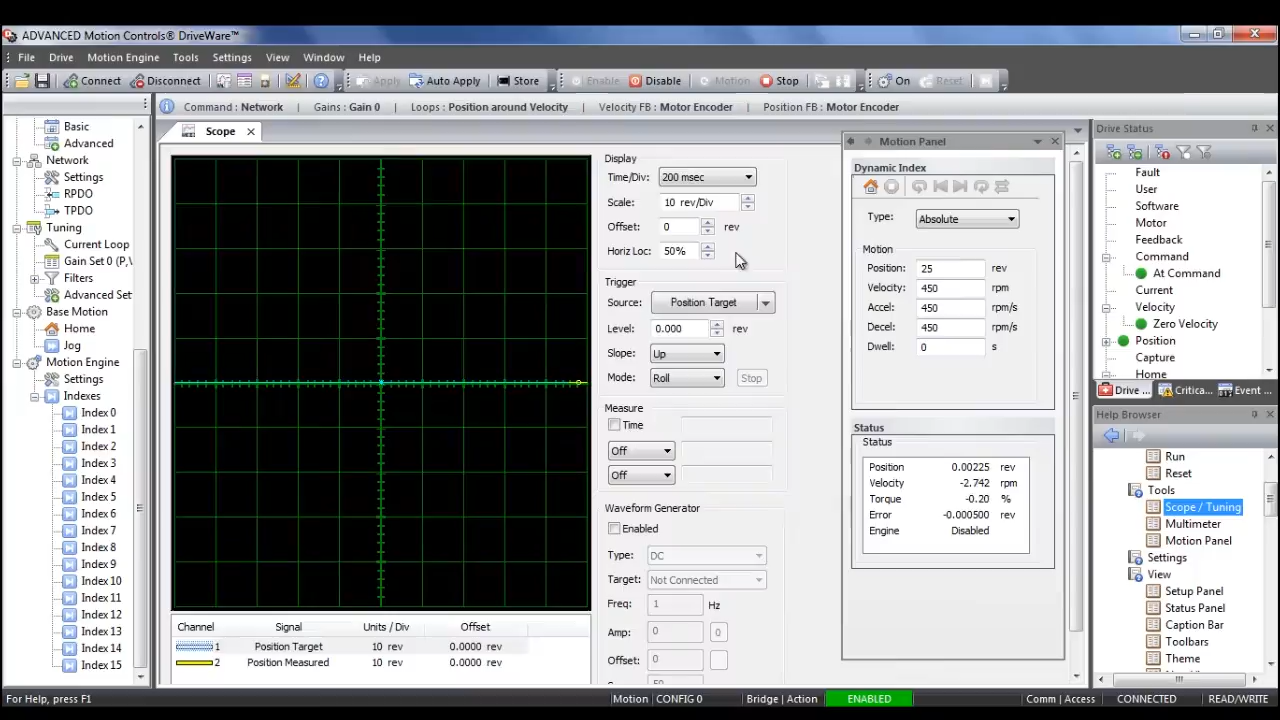 ADVANCED Motion Controls® DriveWare™
File Drive Motion Engine Tools Settings View Window Help
Connect Disconnect Apply Auto Apply Store Enable Disable Motion Stop On Reset
Command : Network Gains: Gain 0 Loops: Position around Velocity Velocity FB : Motor Encoder Position FB : Motor Encoder
Basic
Advanced
Network
Settings
RPDO
TPDO
Tuning
Current Loop
Gain Set 0 (P,V
Filters
Advanced Set
Base Motion
Home
Jog
Motion Engine
Settings
Indexes
Index 0
Index 1
Index 2
Index 3
Index 4
Index 5
Index 6
Index 7
Index 8
Index 9
Index 10
Index 11
Index 12
Index 13
Index 14
Index 15
Scope
Display
Time/Div: 200 msec
Scale: 10 rev/Div
Offset: 0 rev
Horiz Loc: 50%
Trigger
Source: Position Target
Level: 0.000 rev
Slope: Up
Mode: Roll Stop
Measure
Time
Off
Off
Waveform Generator
Enabled
Type: DC
Target: Not Connected
Freq: 1 Hz
Amp: 0 0
Offset: 0
Channel Signal Units / Div Offset
1 Position Target 10 rev 0.0000 rev
2 Position Measured 10 rev 0.0000 rev
Motion Panel
Dynamic Index
Type: Absolute
Motion
Position: 25 rev
Velocity: 450 rpm
Accel: 450 rpm/s
Decel: 450 rpm/s
Dwell: 0 s
Status
Status
Position 0.00225 rev
Velocity -2.742 rpm
Torque -0.20 %
Error -0.000500 rev
Engine Disabled
Drive Status
Fault
User
Software
Motor
Feedback
Command
At Command
Current
Velocity
Zero Velocity
Position
Capture
Home
Drive ... Critica... Event ...
Help Browser
Run
Reset
Tools
Scope / Tuning
Multimeter
Motion Panel
Settings
View
Setup Panel
Status Panel
Caption Bar
Toolbars
Theme
For Help, press F1 Motion CONFIG 0 Bridge | Action ENABLED Comm | Access CONNECTED READ/WRITE